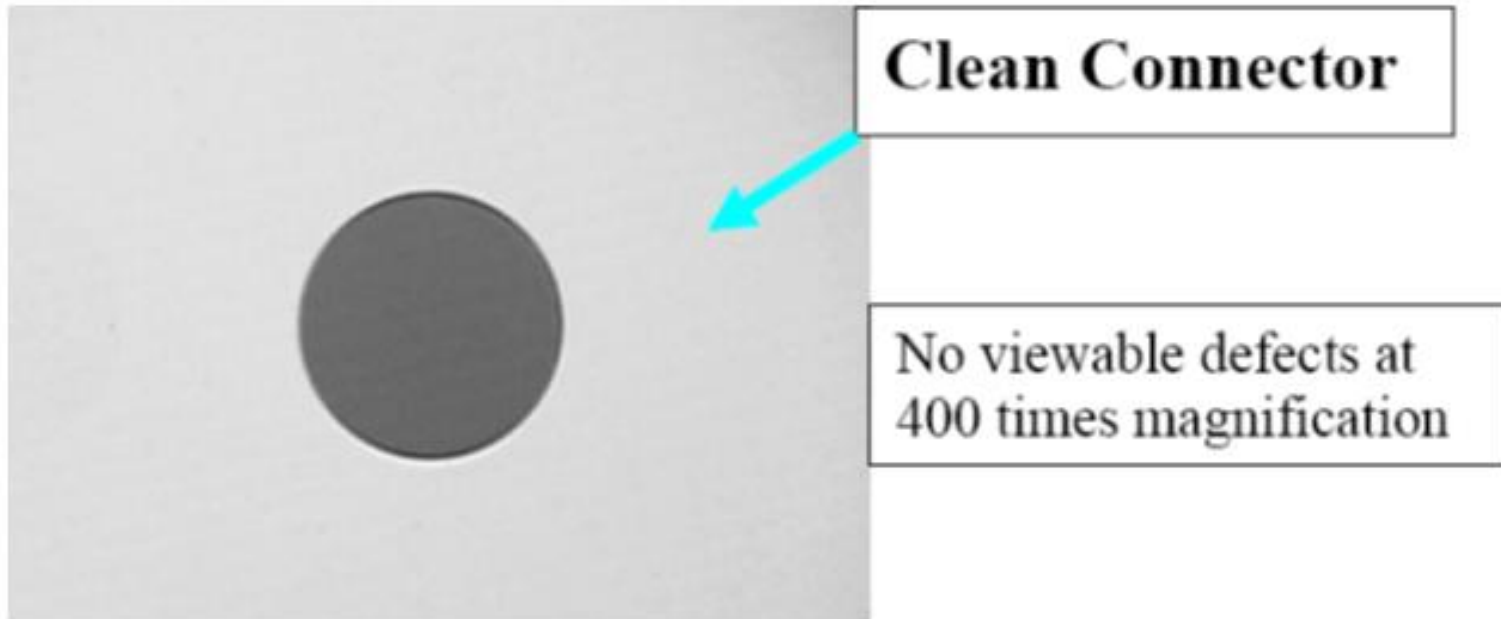 Clean Connector
No viewable defects at
400 times magnification